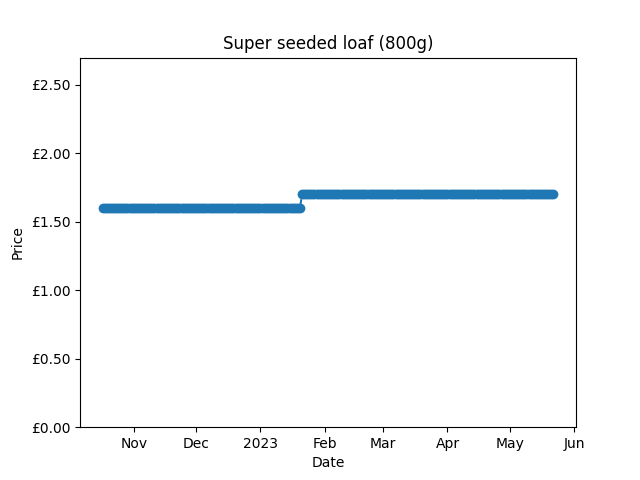 Super seeded loaf (800g)
£2.50
£2.00
£1.50
£1.00
£0.50
£0.00
Price
Nov Dec 2023 Feb Mar Apr May Jun
Date